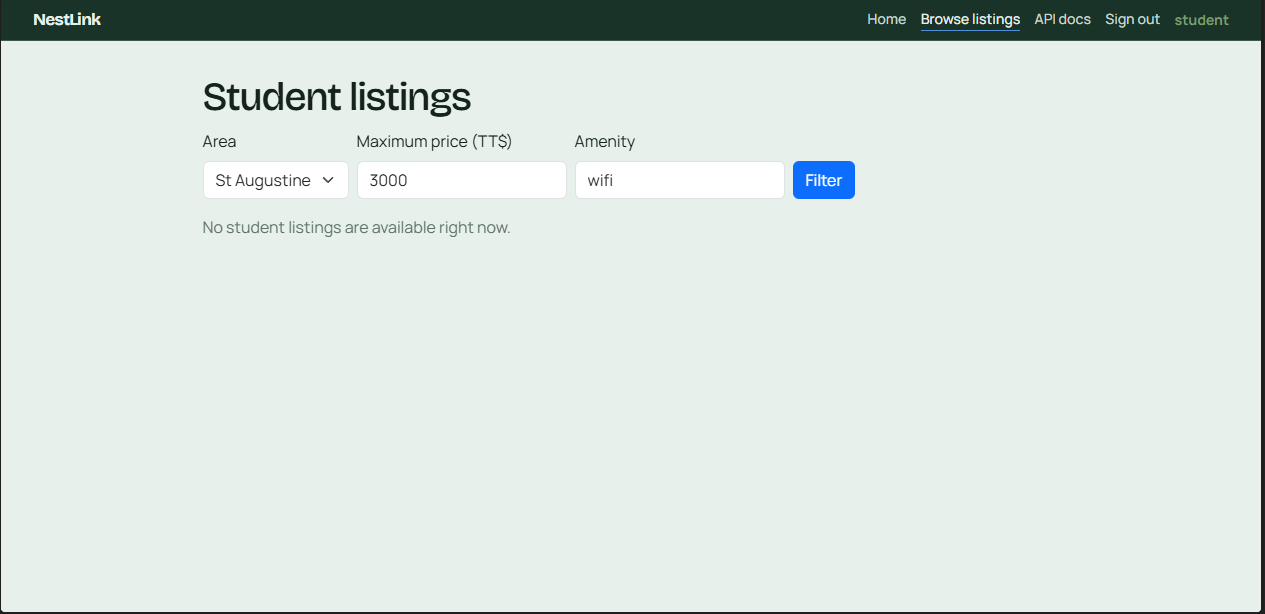 NestLink Home Browse listings API docs Sign out student
Student listings
Area Maximum price (TT$) Amenity
St Augustine 3000 wifi Filter
No student listings are available right now.